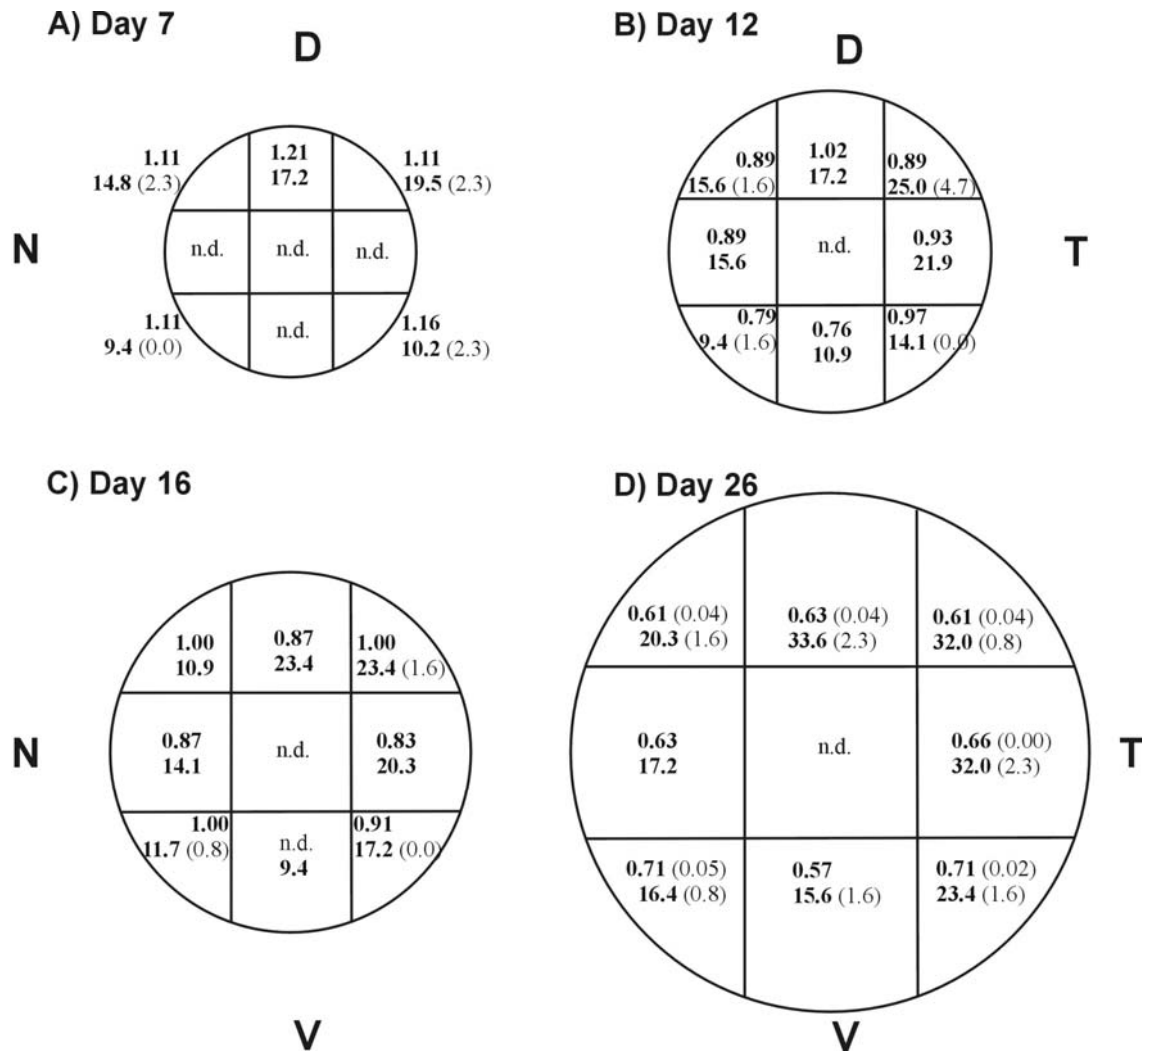 A) Day 7
D
1.11
14.8 (2.3)
1.21
17.2
1.11
19.5 (2.3)
N
n.d.
n.d.
n.d.
1.11
9.4 (0.0)
n.d.
1.16
10.2 (2.3)
B) Day 12
D
0.89
15.6 (1.6)
1.02
17.2
0.89
25.0 (4.7)
0.89
15.6
n.d.
0.93
21.9
T
0.79
9.4 (1.6)
0.76
10.9
0.97
14.1 (0.0)
C) Day 16
1.00
10.9
0.87
23.4
1.00
23.4 (1.6)
N
0.87
14.1
n.d.
0.83
20.3
1.00
11.7 (0.8)
n.d.
9.4
0.91
17.2 (0.0)
V
D) Day 26
0.61 (0.04)
20.3 (1.6)
0.63 (0.04)
33.6 (2.3)
0.61 (0.04)
32.0 (0.8)
0.63
17.2
n.d.
0.66 (0.00)
32.0 (2.3)
T
0.71 (0.05)
16.4 (0.8)
0.57
15.6 (1.6)
0.71 (0.02)
23.4 (1.6)
V